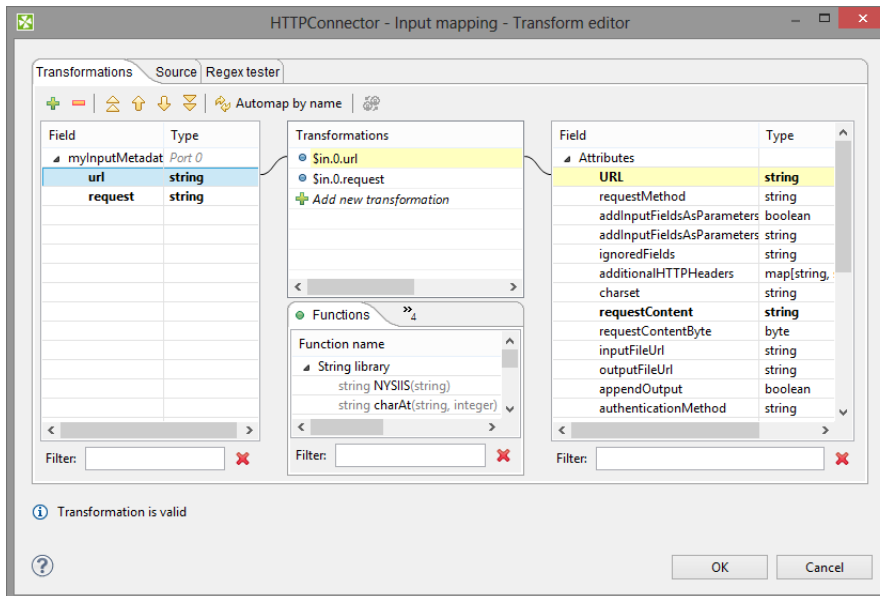 HTTPConnector - Input mapping - Transform editor
Transformations Source Regex tester
Automap by name
Field Type
myInputMetadat Port 0
url string
request string
Filter:
Transformations
$in.0.url
$in.0.request
Add new transformation
Functions »4
Function name
String library
string NYSIIS(string)
string charAt(string, integer)
Filter:
Field Type
Attributes
URL string
requestMethod string
addInputFieldsAsParameters boolean
addInputFieldsAsParameters string
ignoredFields string
additionalHTTPHeaders map[string,
charset string
requestContent string
requestContentByte byte
inputFileUrl string
outputFileUrl string
appendOutput boolean
authenticationMethod string
Filter:
Transformation is valid
OK Cancel